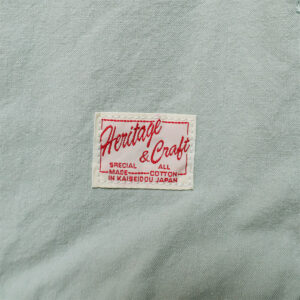 Heritage
& Craft
SPECIAL ALL
MADE COTTON
IN KAISEIDOU JAPAN